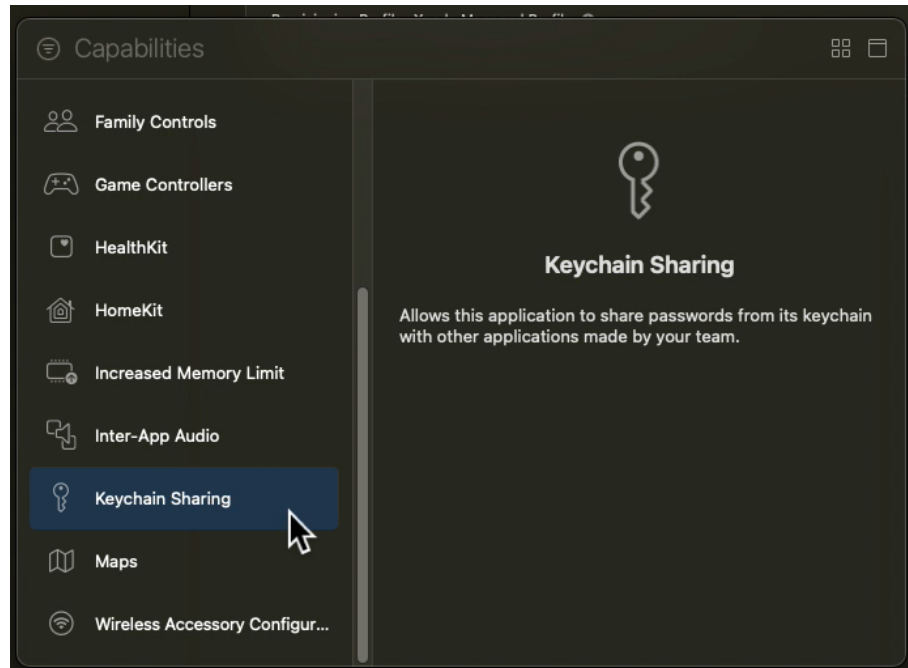 Capabilities
Family Controls
Game Controllers
HealthKit
HomeKit
Increased Memory Limit
Inter-App Audio
Keychain Sharing
Maps
Wireless Accessory Configur...
Keychain Sharing
Allows this application to share passwords from its keychain
with other applications made by your team.